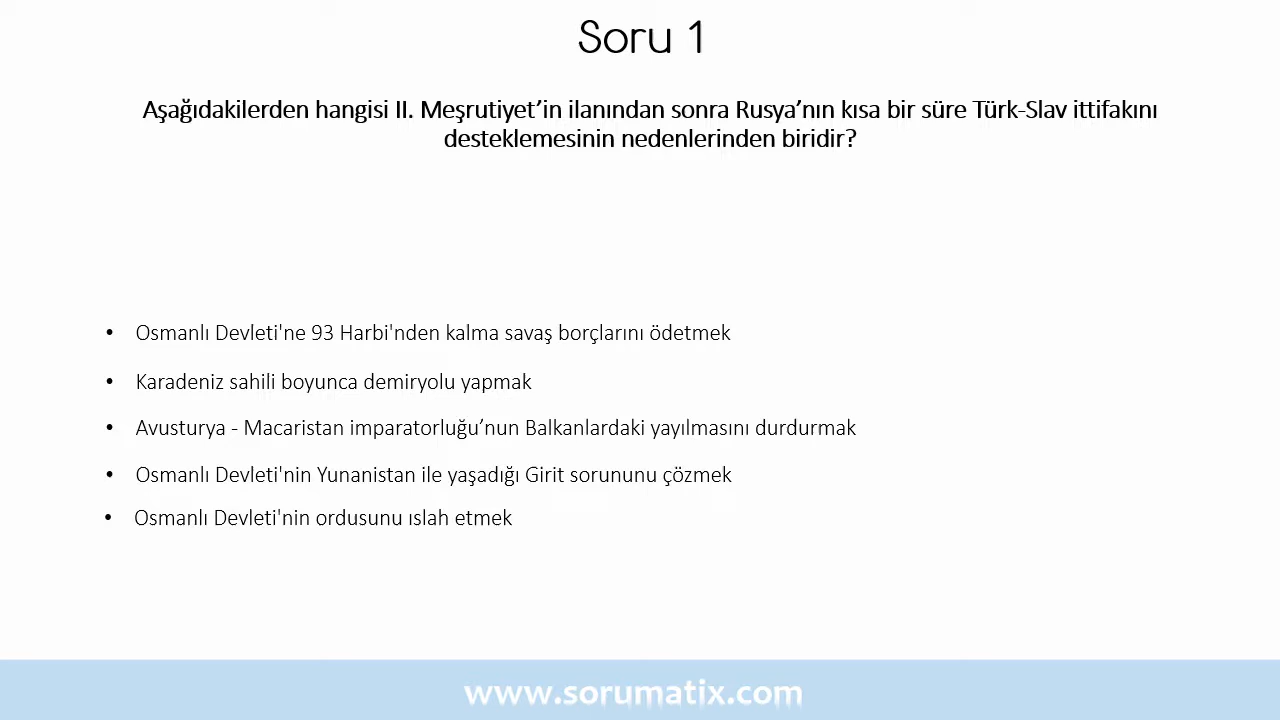 Soru 1
Aşağıdakilerden hangisi II. Meşrutiyet’in ilanından sonra Rusya’nın kısa bir süre Türk-Slav ittifakını
desteklemesinin nedenlerinden biridir?
• Osmanlı Devleti'ne 93 Harbi'nden kalma savaş borçlarını ödetmek
• Karadeniz sahili boyunca demiryolu yapmak
• Avusturya - Macaristan imparatorluğu’nun Balkanlardaki yayılmasını durdurmak
• Osmanlı Devleti'nin Yunanistan ile yaşadığı Girit sorununu çözmek
• Osmanlı Devleti'nin ordusunu ıslah etmek
www.sorumatix.com